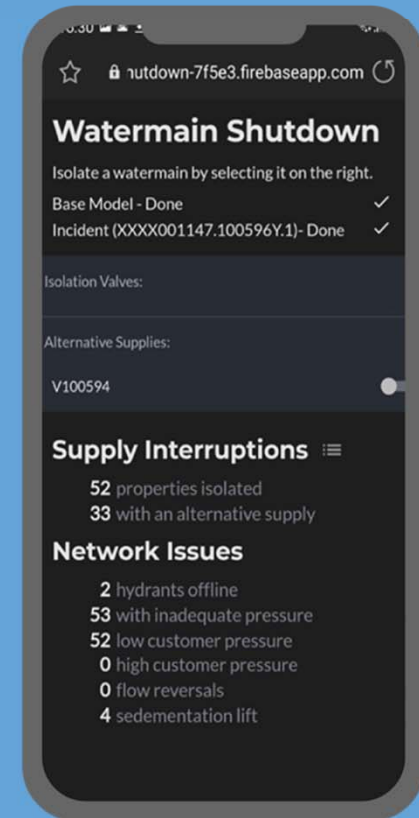 hutdown-7f5e3.firebaseapp.com
Watermain Shutdown
Isolate a watermain by selecting it on the right.
Base Model - Done
Incident (XXXX001147.100596Y.1)- Done
Isolation Valves:
Alternative Supplies:
V100594
Supply Interruptions
52 properties isolated
33 with an alternative supply
Network Issues
2 hydrants offline
53 with inadequate pressure
52 low customer pressure
0 high customer pressure
0 flow reversals
4 sedementation lift